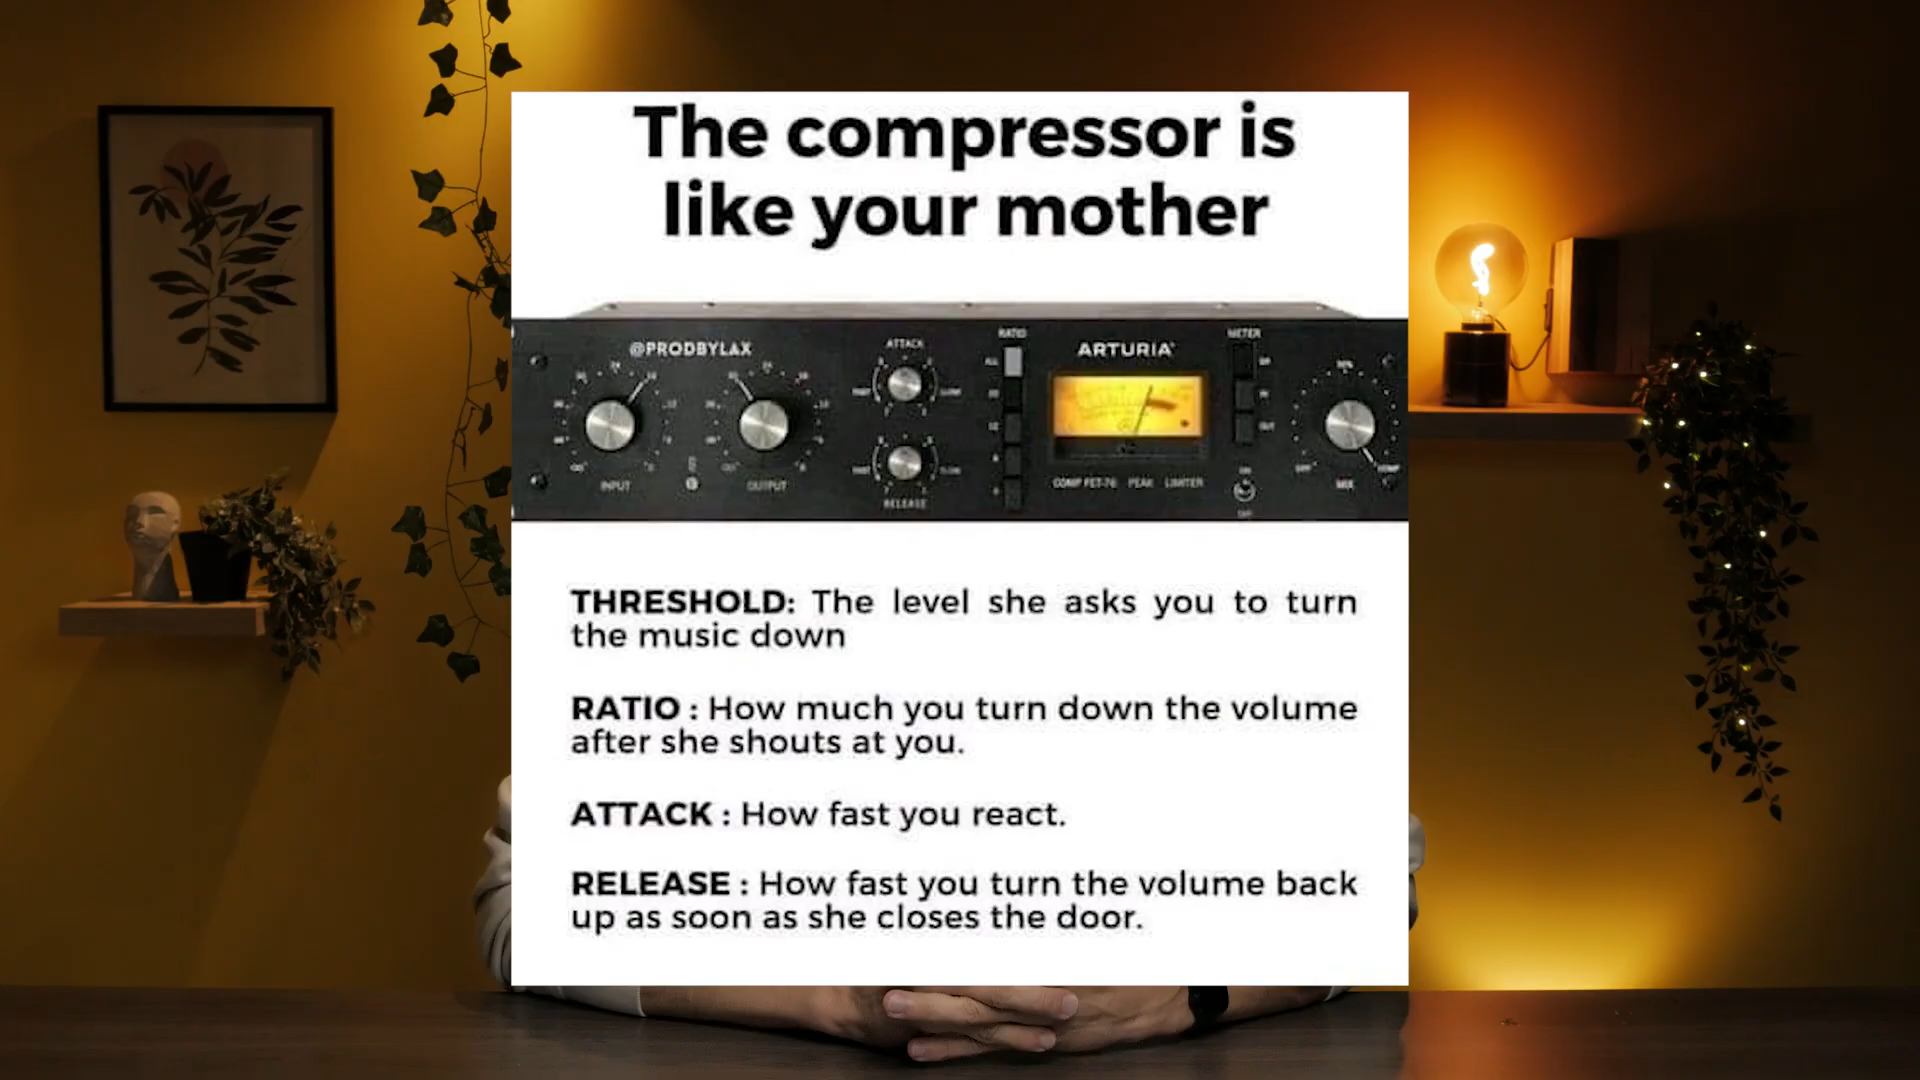 The compressor is
like your mother
@PRODBYLAX
ATTACK
RATIO
ARTURIA
METER
INPUT
OUTPUT
RELEASE
COMP FET-76 PEAK LIMITER
MIX
THRESHOLD: The level she asks you to turn
the music down
RATIO : How much you turn down the volume
after she shouts at you.
ATTACK : How fast you react.
RELEASE : How fast you turn the volume back
up as soon as she closes the door.